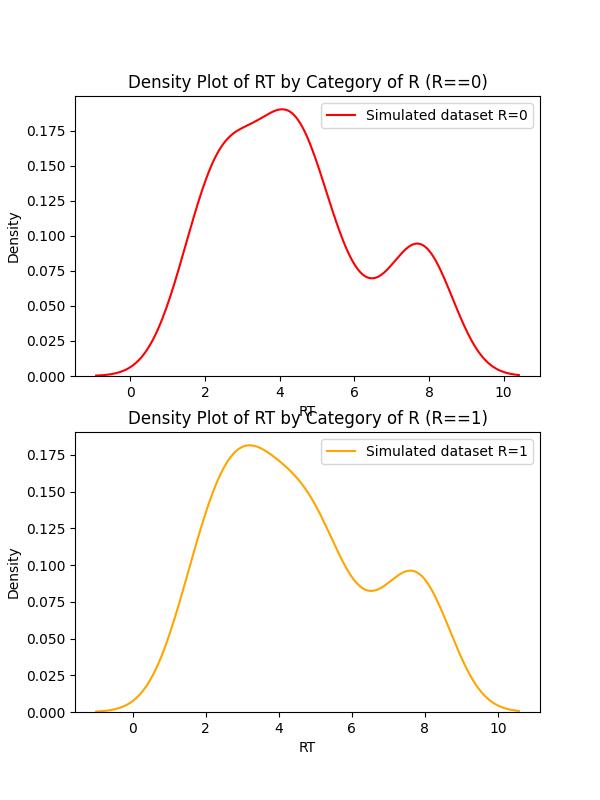 Density Plot of RT by Category of R (R==0)
Simulated dataset R=0
Density
0.175
0.150
0.125
0.100
0.075
0.050
0.025
0.000
0 2 4 6 8 10
RT
Density Plot of RT by Category of R (R==1)
Simulated dataset R=1
Density
0.175
0.150
0.125
0.100
0.075
0.050
0.025
0.000
0 2 4 6 8 10
RT